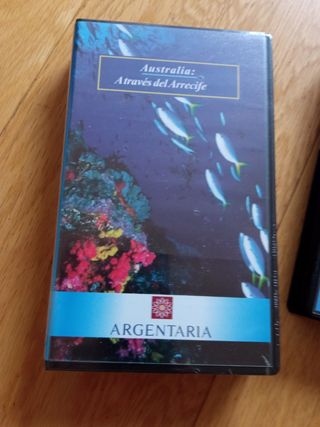 Australia:
A través del Arrecife
ARGENTARIA